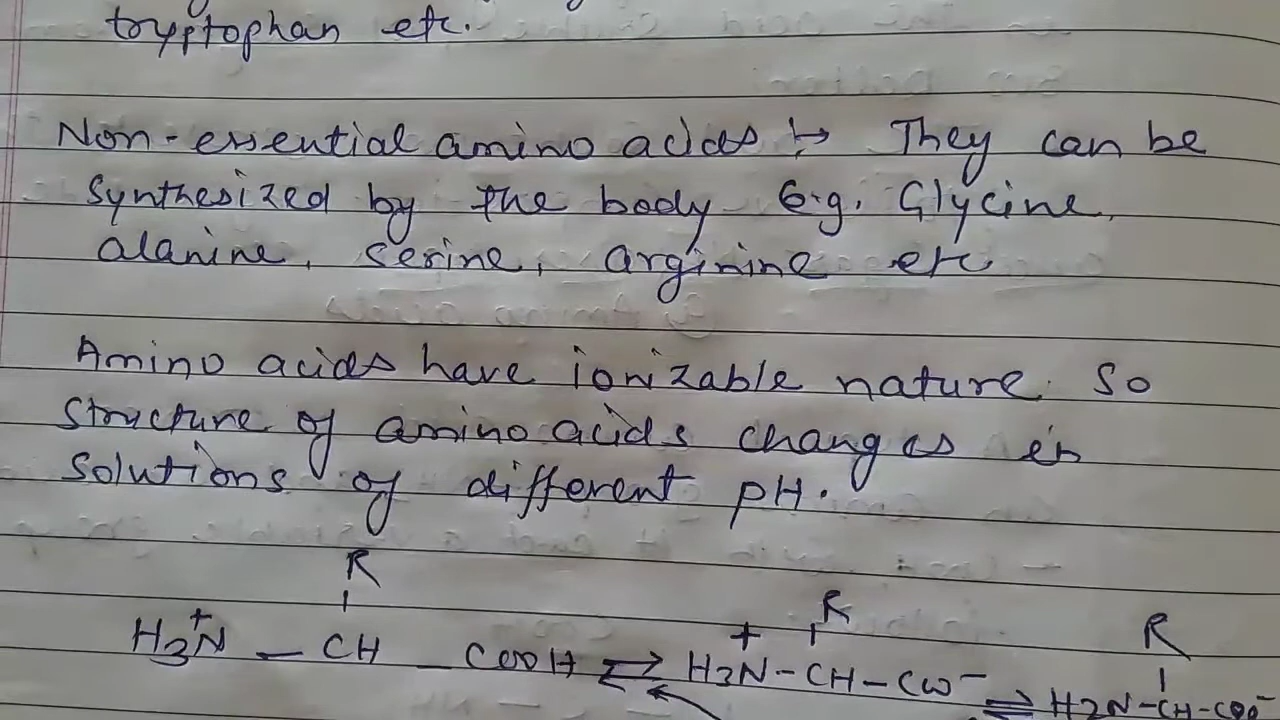 tryptophan etc.
Non-essential amino acids :→ They can be
synthesized by the body E.g. Glycine,
alanine, serine, arginine etc
Amino acids have ionizable nature. So
structure of amino acids changes in
solutions of different pH.
R
H3N+ — CH — COOH ⇌ H3N+ - CH - COO⁻ ⇌ H2N - CH - COO⁻